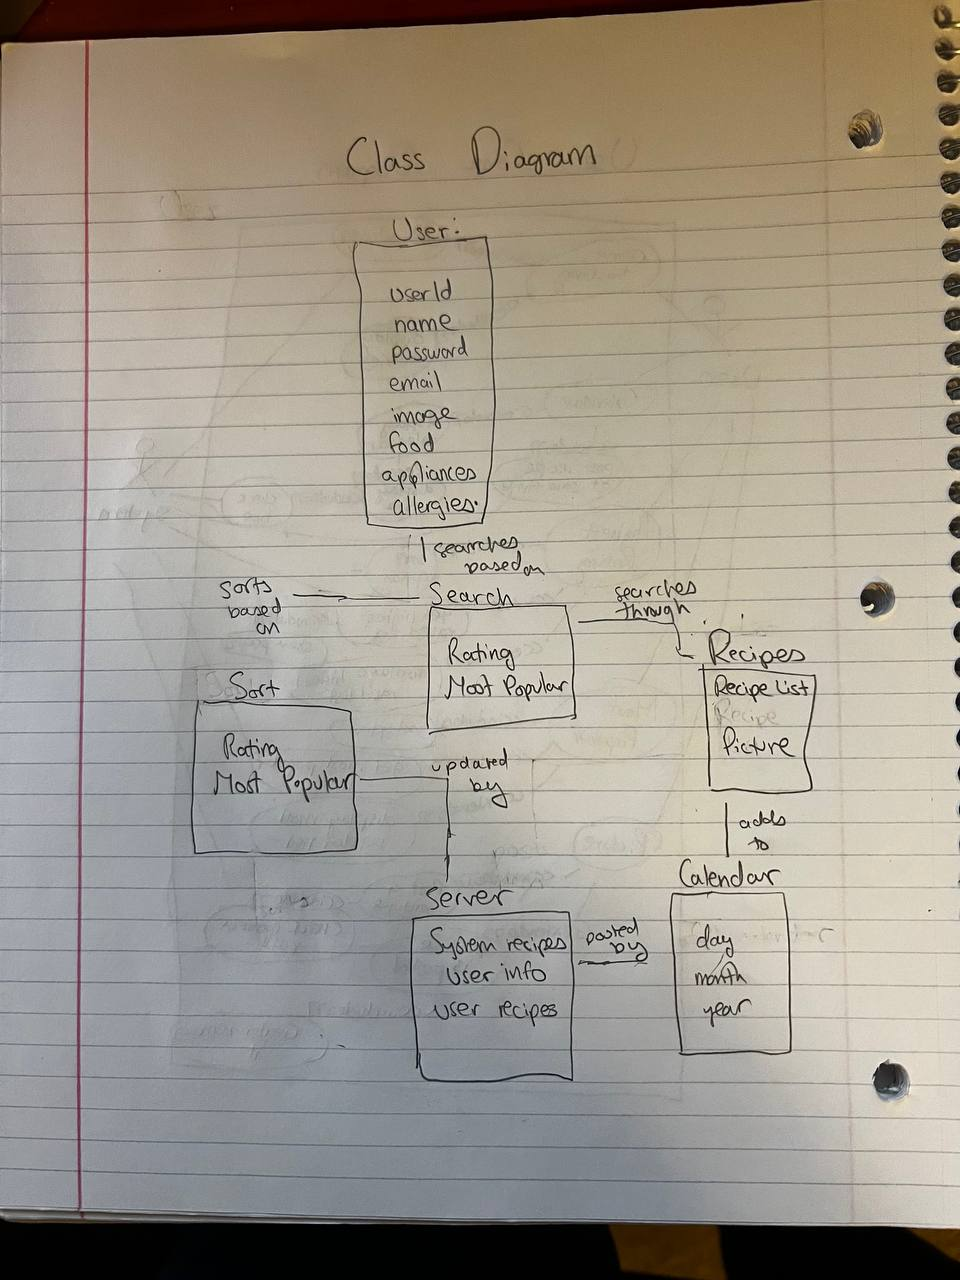 Class Diagram
User:
userId
name
password
email
image
food
appliances
allergies.
searches
based on
Sorts
based
on
Search
Rating
Most Popular
searches
through
Recipes
Recipe List
Recipe
Picture
Sort
Rating
Most Popular
updated
by
adds
to
Server
System recipes
User info
user recipes
posted
by
Calendar
day
month
year